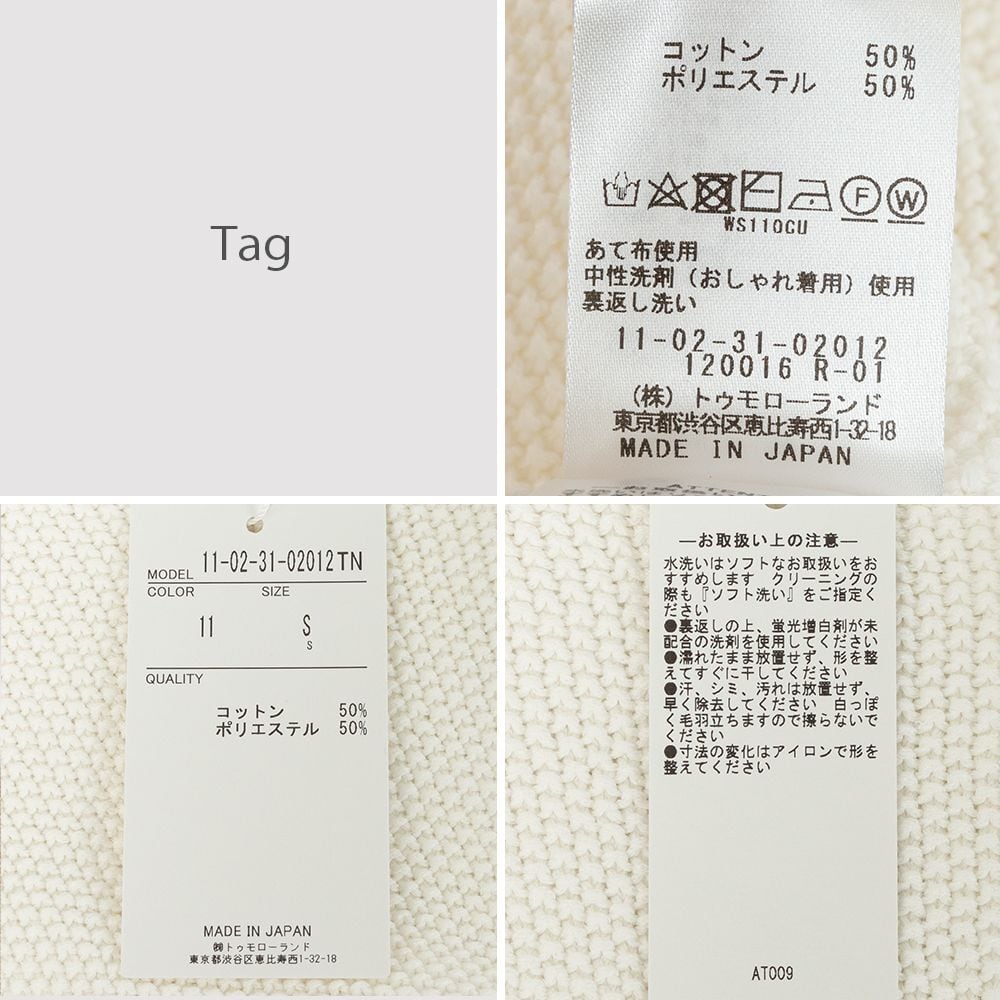 Tag
コットン 50%
ポリエステル 50%
F W
WS110CU
あて布使用
中性洗剤（おしゃれ着用）使用
裏返し洗い
11-02-31-02012
120016 R-01
（株）トゥモローランド
東京都渋谷区恵比寿西1-32-18
MADE IN JAPAN
MODEL 11-02-31-02012TN
COLOR SIZE
11 S
S
QUALITY
コットン 50%
ポリエステル 50%
MADE IN JAPAN
㈱トゥモローランド
東京都渋谷区恵比寿西1-32-18
―お取扱い上の注意―
水洗いはソフトなお取扱いをお
すすめします　クリーニングの
際も『ソフト洗い』をご指定く
ださい
●裏返しの上、蛍光増白剤が未
配合の洗剤を使用してください
●濡れたまま放置せず、形を整
えてすぐに干してください
●汗、シミ、汚れは放置せず、
早く除去してください　白っぽ
く毛羽立ちますので擦らないで
ください
●寸法の変化はアイロンで形を
整えてください
AT009